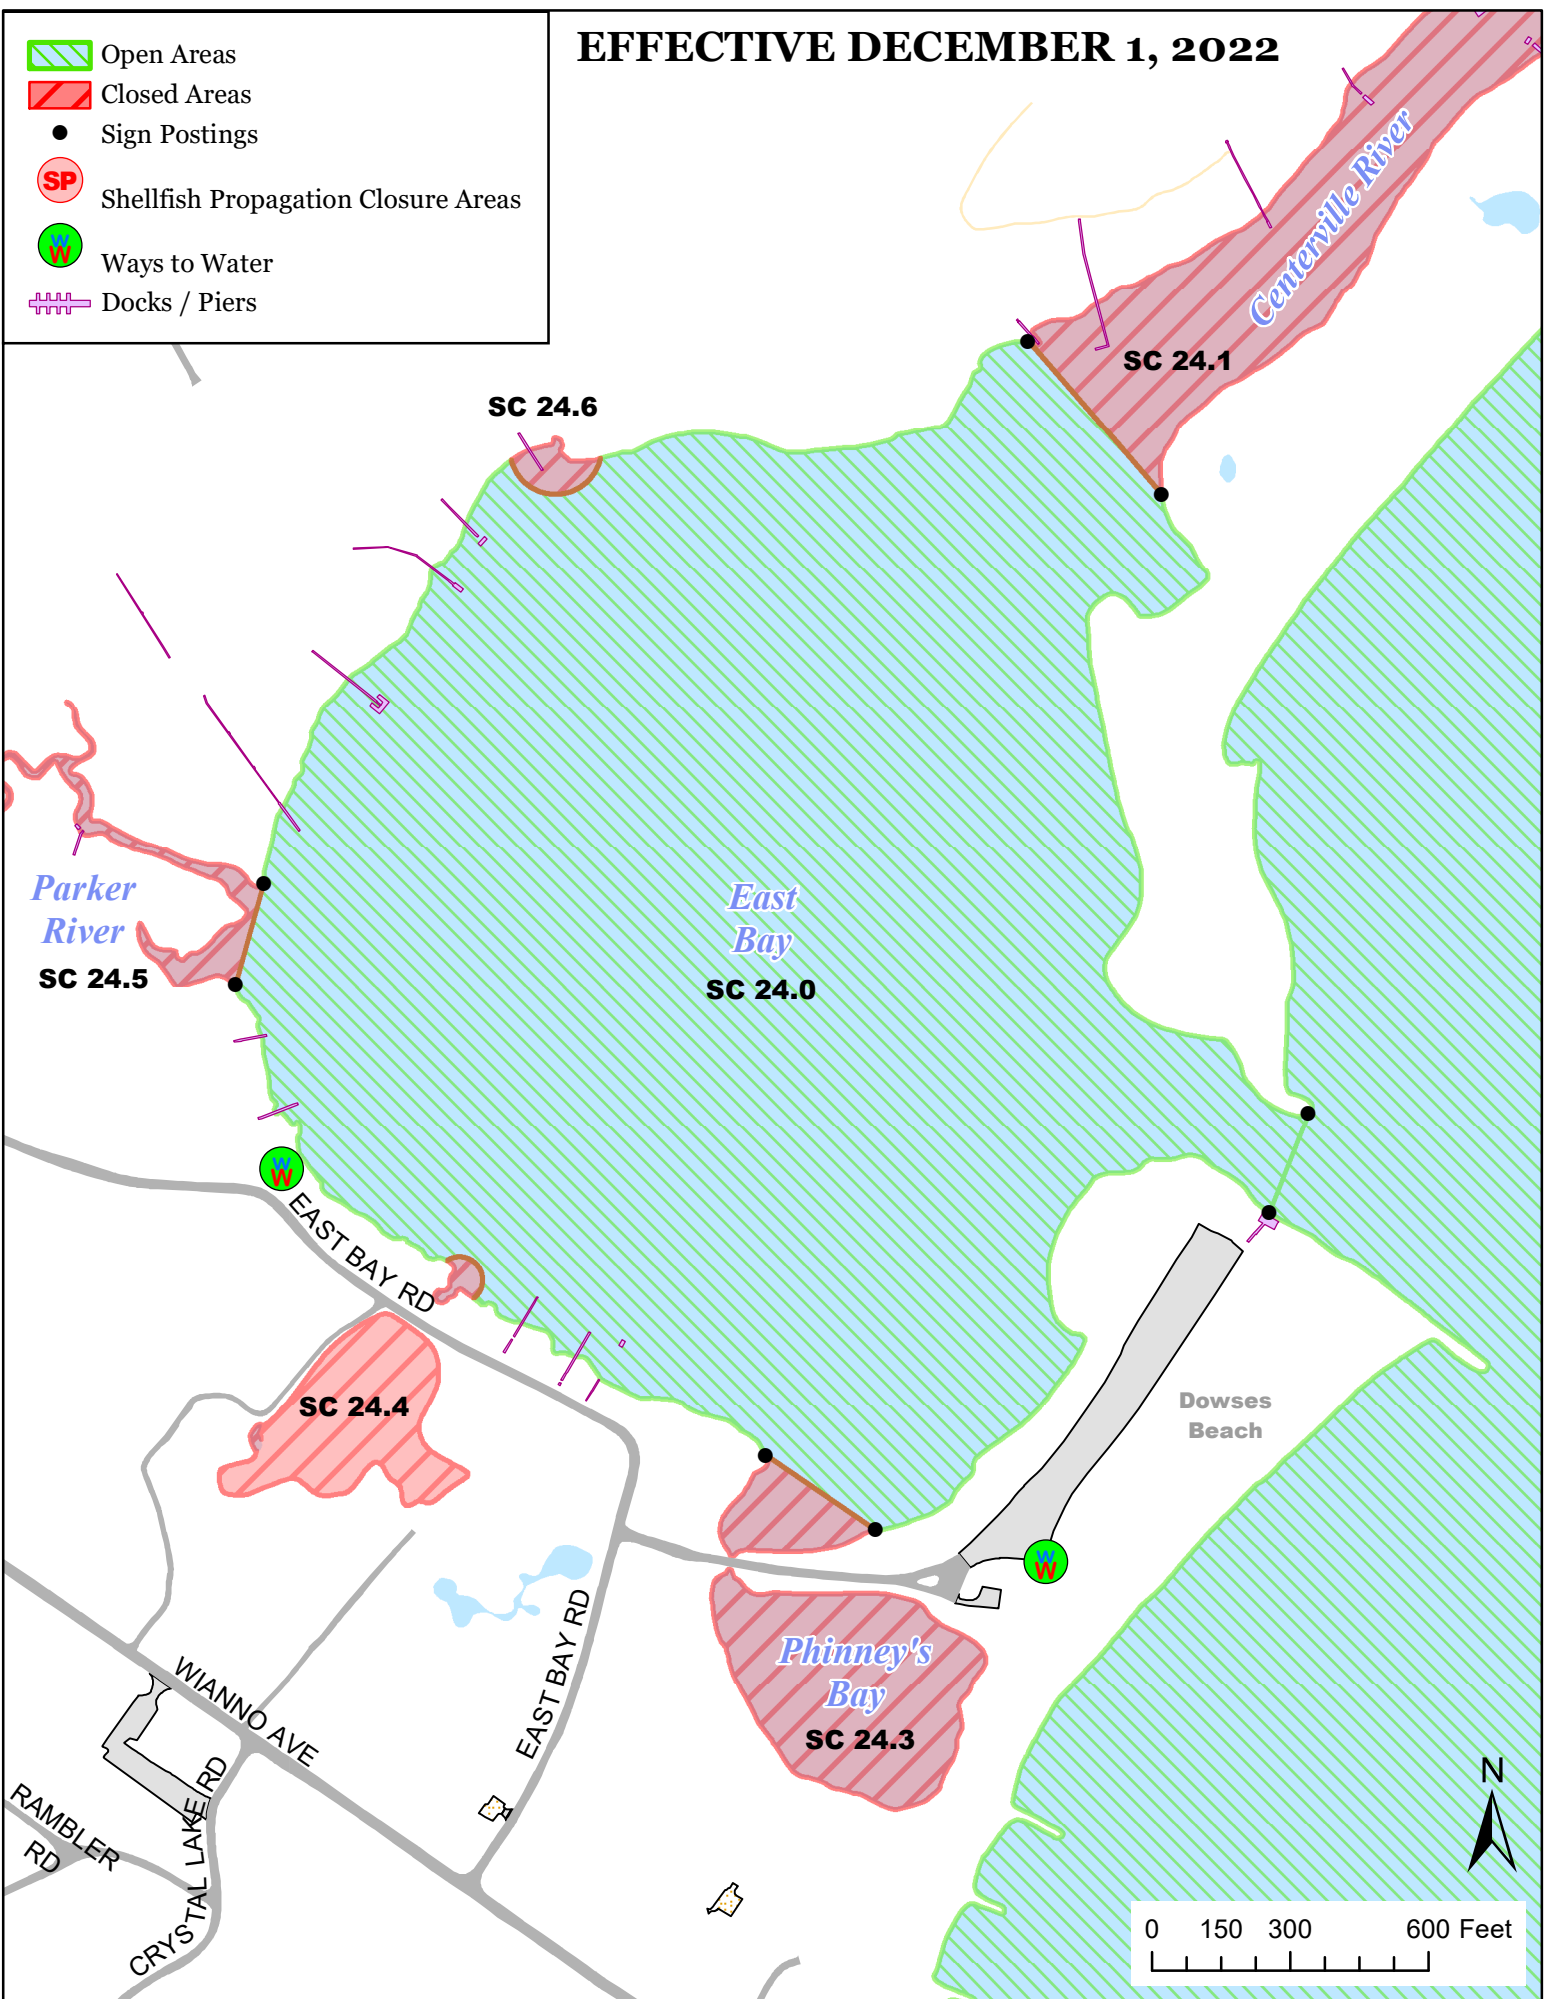 EFFECTIVE DECEMBER 1, 2022
Open Areas
Closed Areas
Sign Postings
SP
Shellfish Propagation Closure Areas
W
W
Ways to Water
Docks / Piers
Centerville River
SC 24.1
SC 24.6
Parker
River
SC 24.5
East
Bay
SC 24.0
W
W
EAST BAY RD
SC 24.4
Dowses
Beach
W
W
EAST BAY RD
Phinney's
Bay
SC 24.3
WIANNO AVE
CRYSTAL LAKE RD
RAMBLER
RD
N
0 150 300 600 Feet